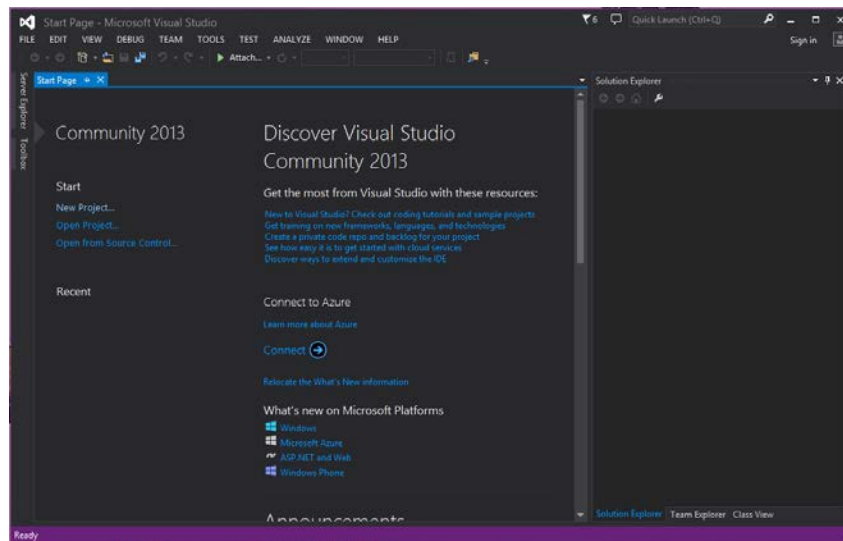 Start Page - Microsoft Visual Studio
6
Quick Launch (Ctrl+Q)
FILE EDIT VIEW DEBUG TEAM TOOLS TEST ANALYZE WINDOW HELP
Sign in
Attach...
Server Explorer
Toolbox
Start Page
Community 2013
Start
New Project...
Open Project...
Open from Source Control...
Recent
Discover Visual Studio
Community 2013
Get the most from Visual Studio with these resources:
New to Visual Studio? Check out coding tutorials and sample projects
Get training on new frameworks, languages, and technologies
Create a private code repo and backlog for your project
See how easy it is to get started with cloud services
Discover ways to extend and customize the IDE
Connect to Azure
Learn more about Azure
Connect
Relocate the What's New information
What's new on Microsoft Platforms
Windows
Microsoft Azure
ASP.NET and Web
Windows Phone
Announcements
Solution Explorer
Solution Explorer Team Explorer Class View
Ready